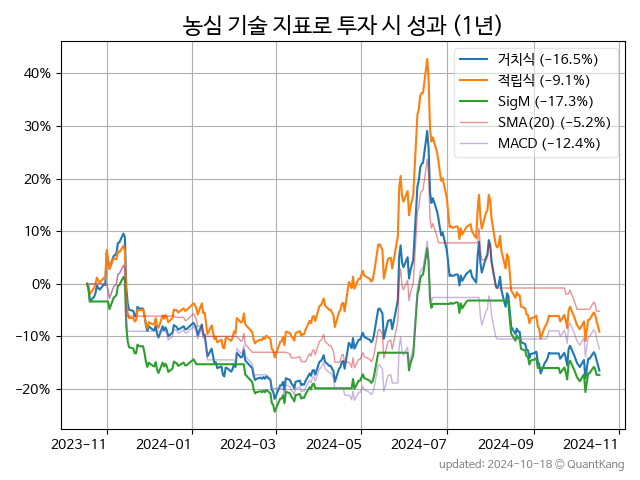 농심 기술 지표로 투자 시 성과 (1년)
거치식 (-16.5%)
적립식 (-9.1%)
SigM (-17.3%)
SMA(20) (-5.2%)
MACD (-12.4%)
40%
30%
20%
10%
0%
-10%
-20%
2023-11 2024-01 2024-03 2024-05 2024-07 2024-09 2024-11
updated: 2024-10-18 © QuantKang